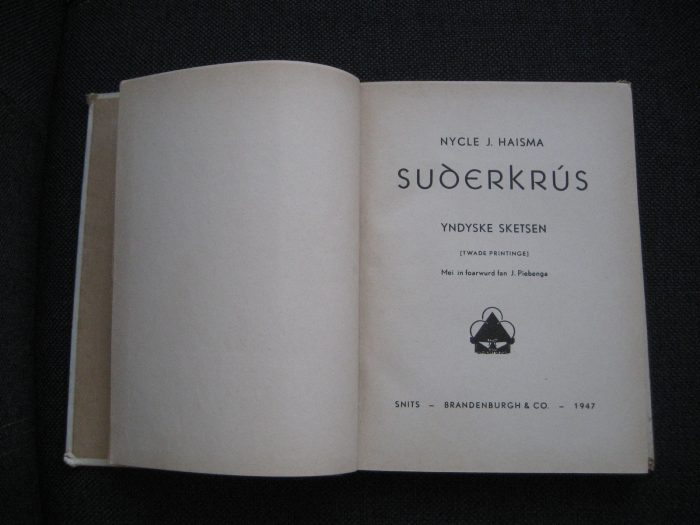 NYCLE J. HAISMA
SUDERKRÚS
YNDYSKE SKETSEN
[TWADE PRINTINGE]
Mei in foarwurd fan J. Piebenga
SNITS – BRANDENBURGH & CO. – 1947